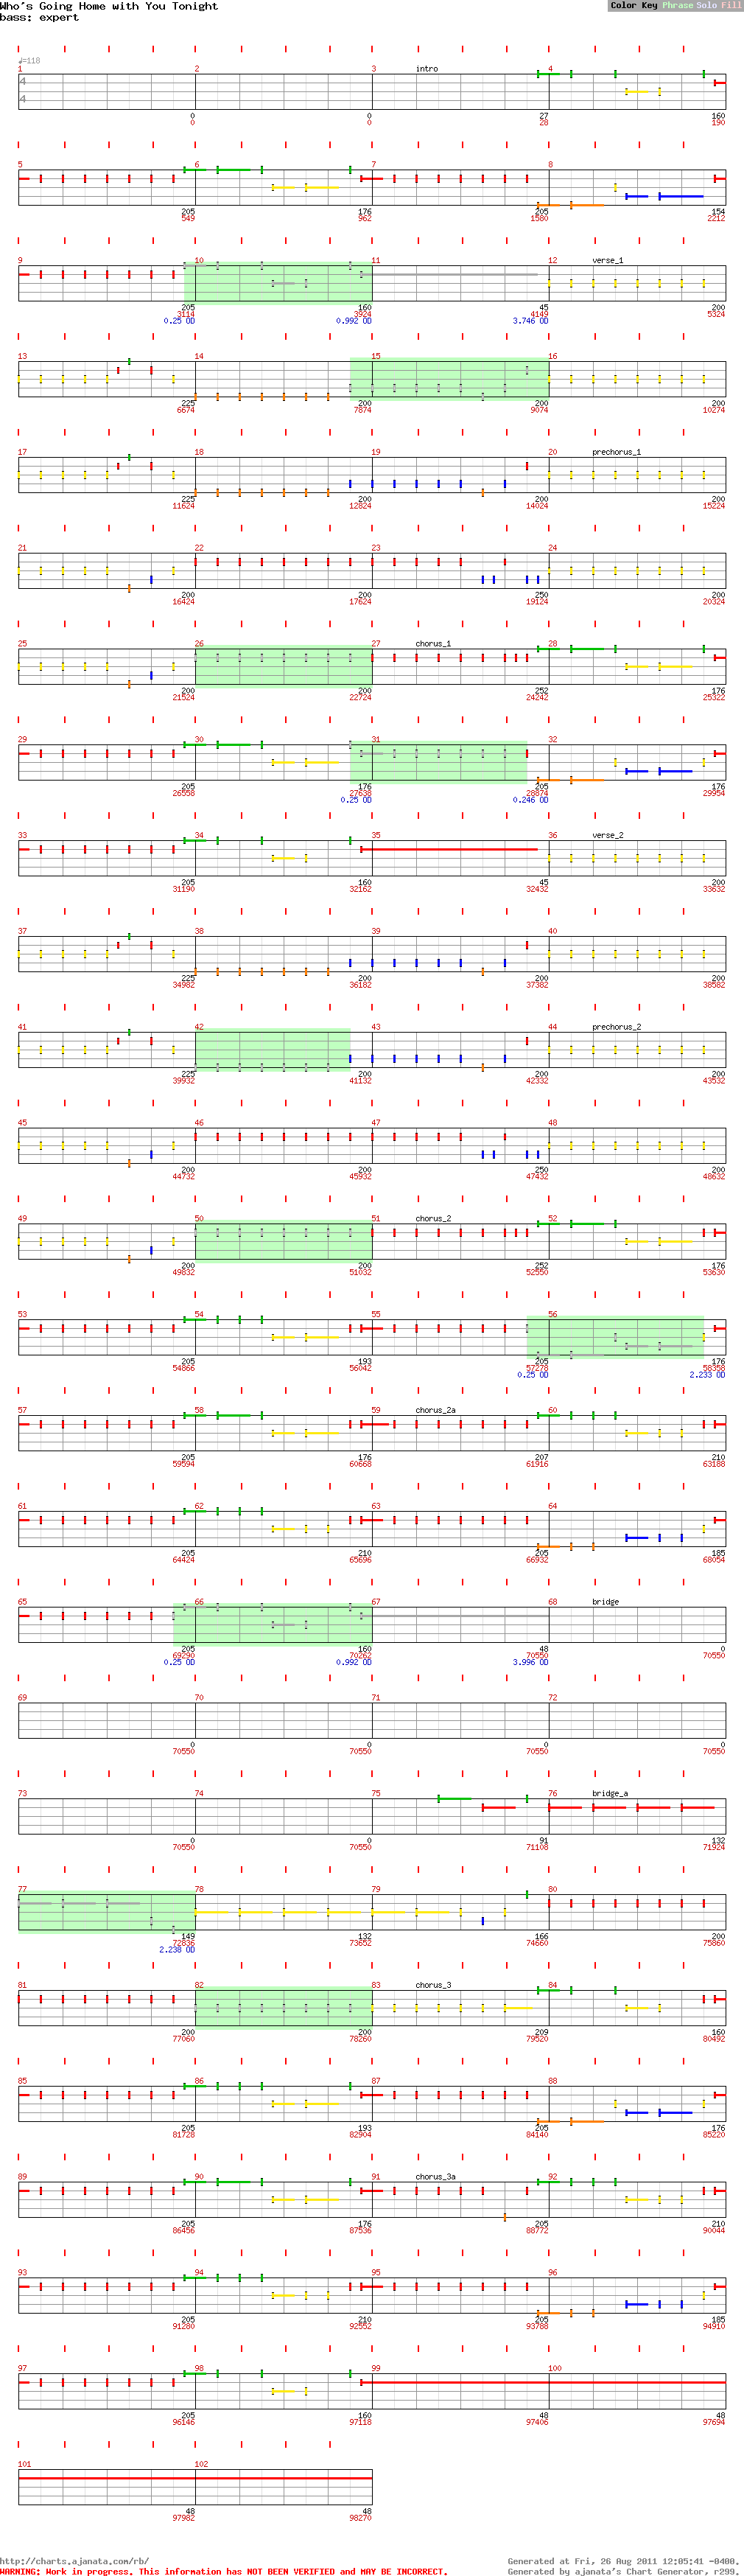 Who's Going Home with You Tonight
Color Key Phrase Solo Fill
bass: expert
♩=118
1 2 3 intro 4
4
4
0 0 27 160
0 0 28 190
5 6 7 8
205 176 205 154
549 962 1580 2212
9 10 11 12 verse_1
205 160 45 200
3114 3924 4149 5324
0.25 OD 0.992 OD 3.746 OD
13 14 15 16
225 200 200 200
6674 7874 9074 10274
17 18 19 20 prechorus_1
225 200 200 200
11624 12824 14024 15224
21 22 23 24
200 200 250 200
16424 17624 19124 20324
25 26 27 chorus_1 28
200 200 252 176
21524 22724 24242 25322
29 30 31 32
205 176 205 176
26558 27638 28874 29954
0.25 OD 0.246 OD
33 34 35 36 verse_2
205 160 45 200
31190 32162 32432 33632
37 38 39 40
225 200 200 200
34982 36182 37382 38582
41 42 43 44 prechorus_2
225 200 200 200
39932 41132 42332 43532
45 46 47 48
200 200 250 200
44732 45932 47432 48632
49 50 51 chorus_2 52
200 200 252 176
49832 51032 52550 53630
53 54 55 56
205 193 205 176
54866 56042 57278 58358
0.25 OD 2.233 OD
57 58 59 chorus_2a 60
205 176 207 210
59594 60668 61916 63188
61 62 63 64
205 210 205 185
64424 65696 66932 68054
65 66 67 68 bridge
205 160 48 0
69290 70262 70550 70550
0.25 OD 0.992 OD 3.996 OD
69 70 71 72
0 0 0 0
70550 70550 70550 70550
73 74 75 76 bridge_a
0 0 91 132
70550 70550 71108 71924
77 78 79 80
149 132 166 200
72836 73652 74660 75860
2.238 OD
81 82 83 chorus_3 84
200 200 209 160
77060 78260 79520 80492
85 86 87 88
205 193 205 176
81728 82904 84140 85220
89 90 91 chorus_3a 92
205 176 205 210
86456 87536 88772 90044
93 94 95 96
205 210 205 185
91280 92552 93788 94910
97 98 99 100
205 160 48 48
96146 97118 97406 97694
101 102
48 48
97982 98270
http://charts.ajanata.com/rb/
Generated at Fri, 26 Aug 2011 12:05:41 -0400.
WARNING: Work in progress. This information has NOT BEEN VERIFIED and MAY BE INCORRECT.
Generated by ajanata's Chart Generator, r299.